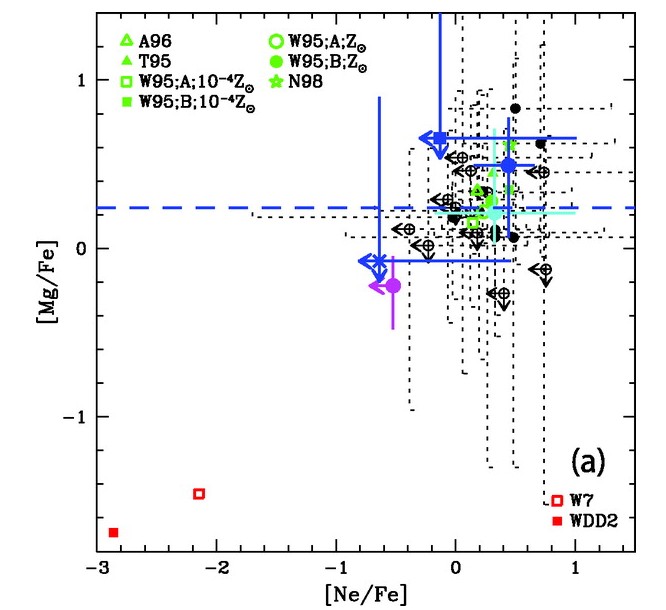 A96
T95
W95;A;10⁻⁴Z⊙
W95;B;10⁻⁴Z⊙
W95;A;Z⊙
W95;B;Z⊙
N98
1
0
−1
[Mg/Fe]
(a)
W7
WDD2
−3 −2 −1 0 1
[Ne/Fe]